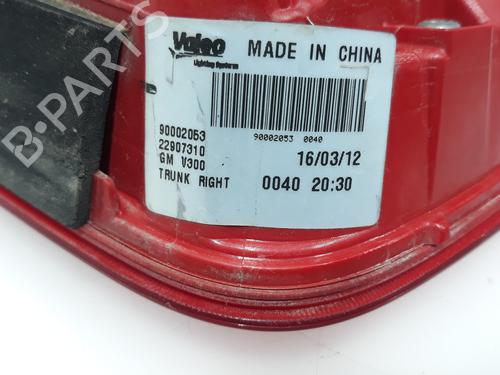 Valeo
Lighting Systems
MADE IN CHINA
90002053
22907310
GM V300
TRUNK RIGHT
90002053 0040
16/03/12
0040 20:30
B-PARTS